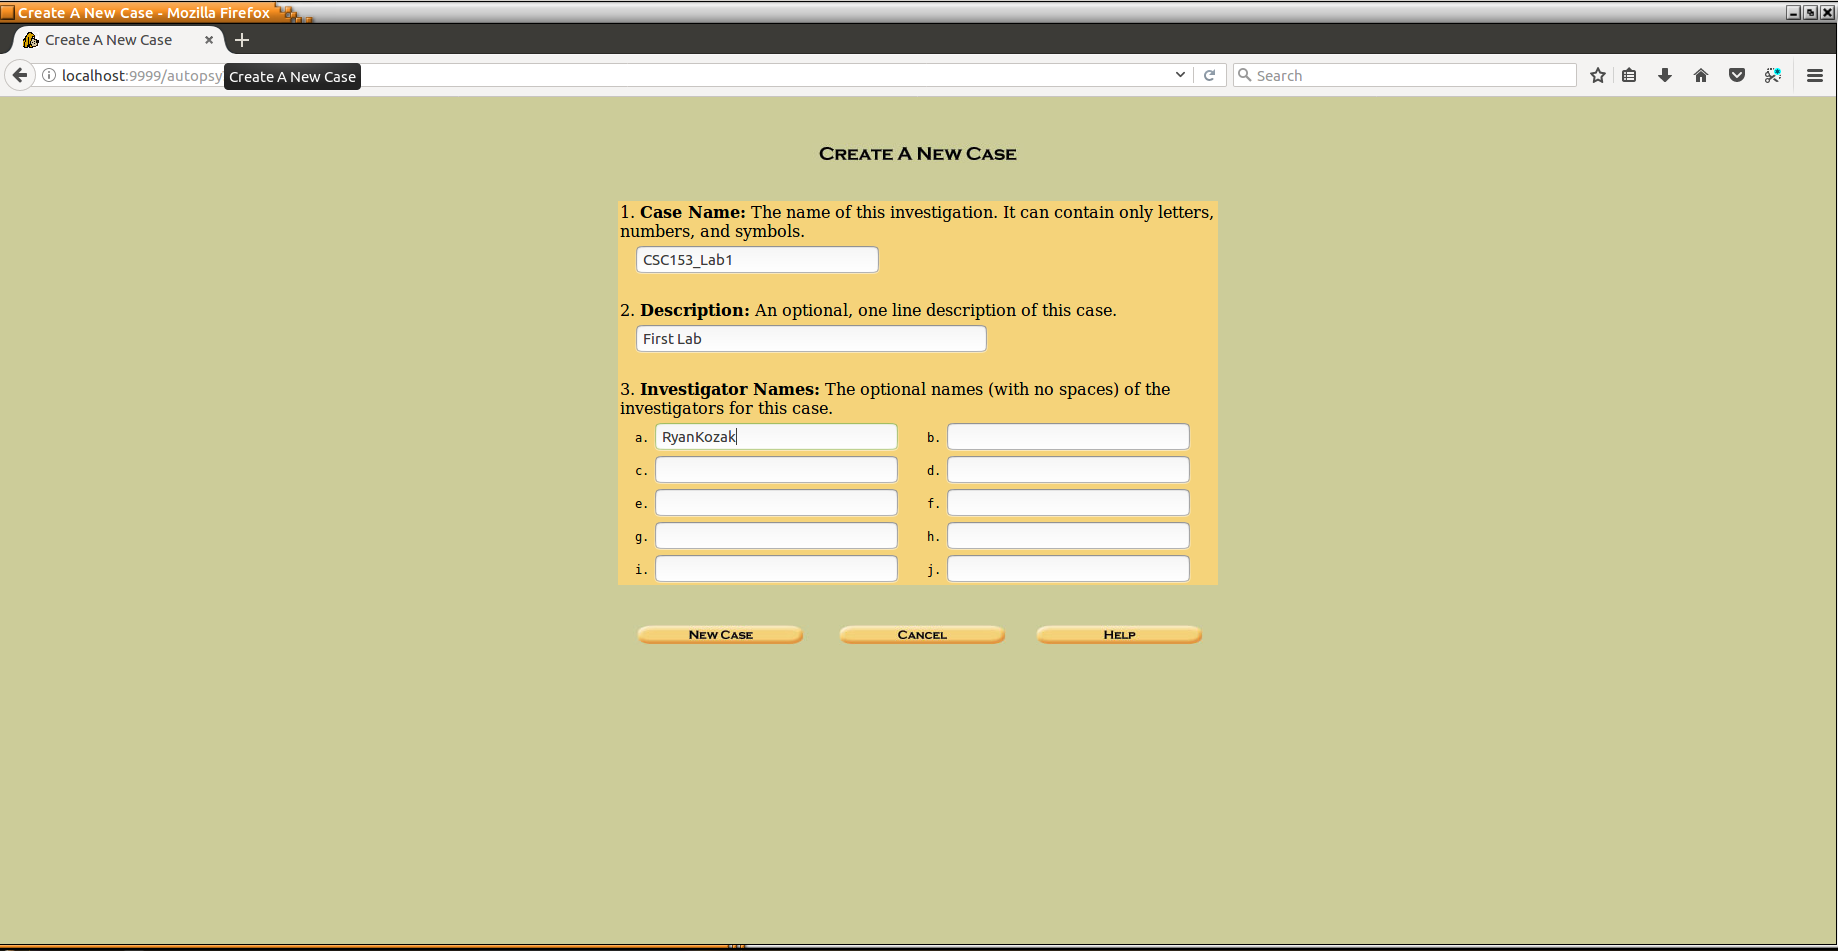 Create A New Case - Mozilla Firefox
Create A New Case
localhost:9999/autopsy
Create A New Case
Search
CREATE A NEW CASE
1. Case Name: The name of this investigation. It can contain only letters,
numbers, and symbols.
CSC153_Lab1
2. Description: An optional, one line description of this case.
First Lab
3. Investigator Names: The optional names (with no spaces) of the
investigators for this case.
a. RyanKozak b.
c. d.
e. f.
g. h.
i. j.
NEW CASE CANCEL HELP